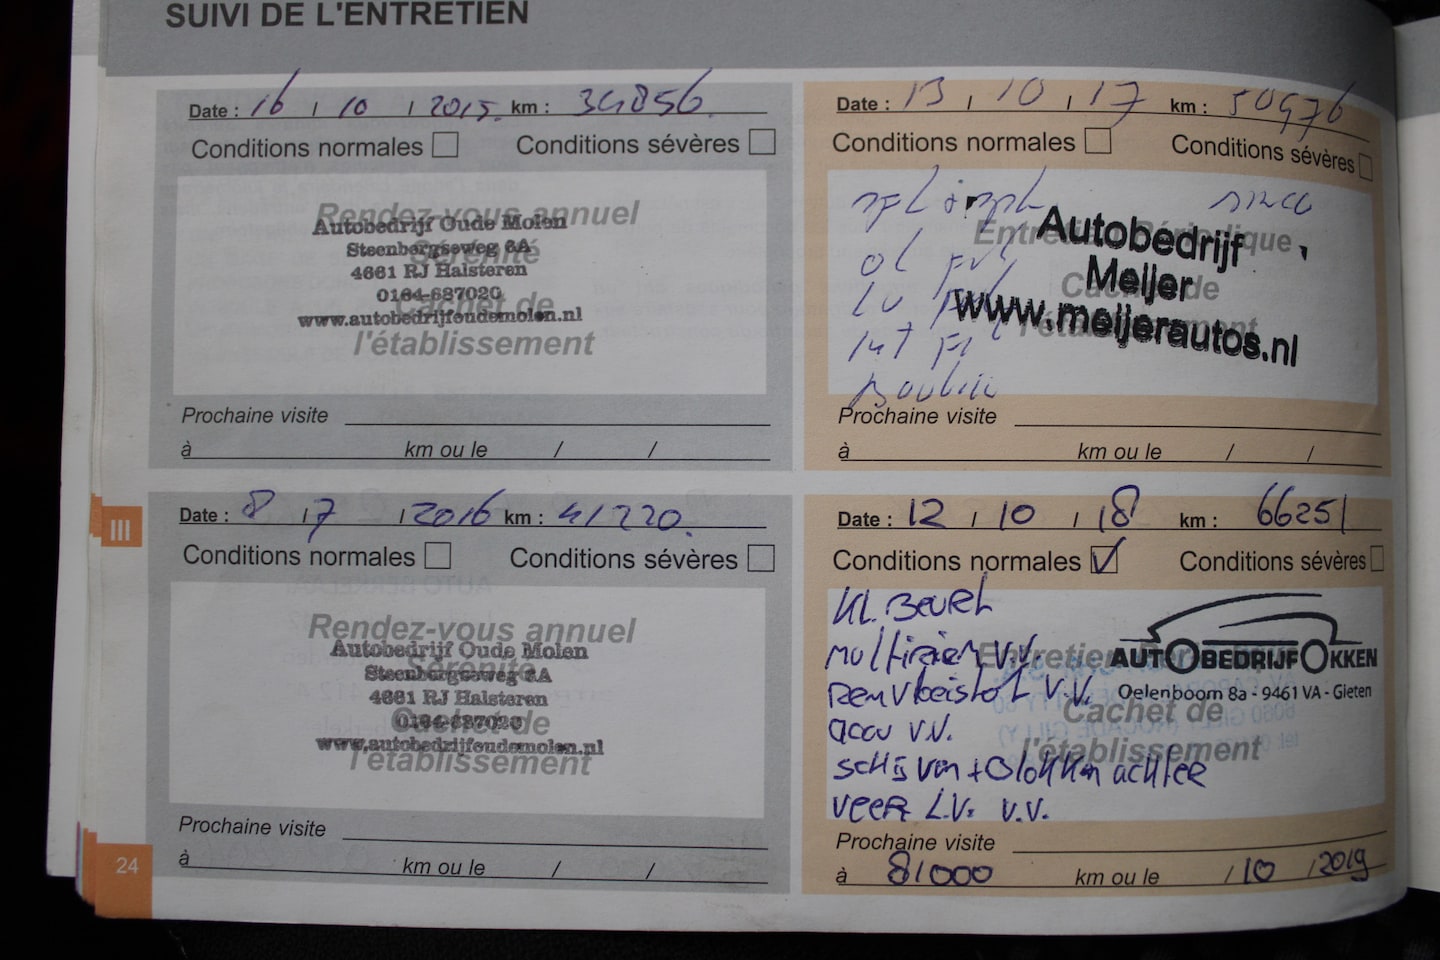 SUIVI DE L'ENTRETIEN
Date : 16 / 10 / 2015. km : 34856.
Conditions normales Conditions sévères
Rendez-vous annuel
Sérénité
Cachet de
l'établissement
Autobedrijf Oude Molen
Steenbergseweg 8A
4661 RJ Halsteren
0164-687020
www.autobedrijfoudemolen.nl
Prochaine visite
à km ou le / /
Date : 13 / 10 / 17 km : 50976
Conditions normales Conditions sévères
Entretien Périodique
Cachet de
l'établissement
Autobedrijf
Meijer
www.meijerautos.nl
Prochaine visite
à km ou le / /
III
Date : 8 / 7 / 2016 km : 41220.
Conditions normales Conditions sévères
Rendez-vous annuel
Sérénité
Cachet de
l'établissement
Autobedrijf Oude Molen
Steenbergseweg 8A
4661 RJ Halsteren
0164-687020
www.autobedrijfoudemolen.nl
Prochaine visite
à km ou le / /
Date : 12 / 10 / 18 km : 66251
Conditions normales Conditions sévères
Kl. Beurt
multiriem V.V.
Remvloeistof V.V.
accu V.V.
schijven + Blokken achter
veer L.V. V.V.
Cachet de
l'établissement
AUTOBEDRIJF OKKEN
Oelenboom 8a - 9461 VA - Gieten
Prochaine visite
à 81000 km ou le / 10 / 2019
24